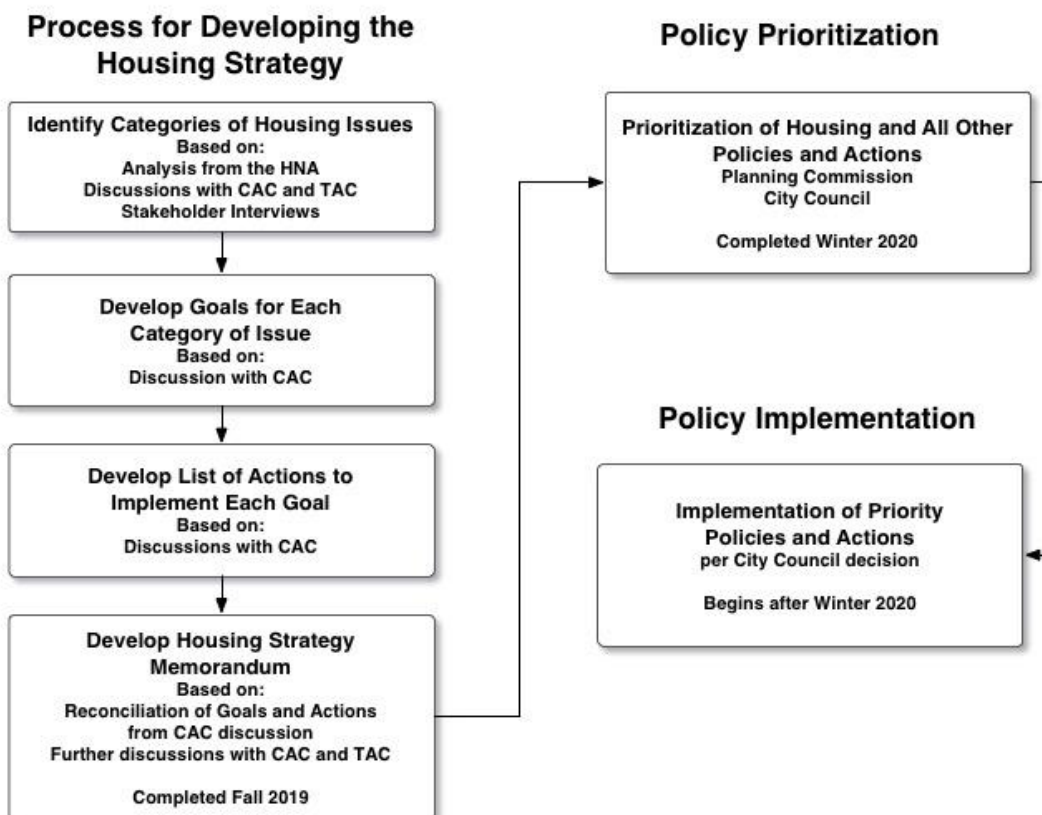 Process for Developing the
Housing Strategy
Identify Categories of Housing Issues
Based on:
Analysis from the HNA
Discussions with CAC and TAC
Stakeholder Interviews
Develop Goals for Each
Category of Issue
Based on:
Discussion with CAC
Develop List of Actions to
Implement Each Goal
Based on:
Discussions with CAC
Develop Housing Strategy
Memorandum
Based on:
Reconciliation of Goals and Actions
from CAC discussion
Further discussions with CAC and TAC
Completed Fall 2019
Policy Prioritization
Prioritization of Housing and All Other
Policies and Actions
Planning Commission
City Council
Completed Winter 2020
Policy Implementation
Implementation of Priority
Policies and Actions
per City Council decision
Begins after Winter 2020